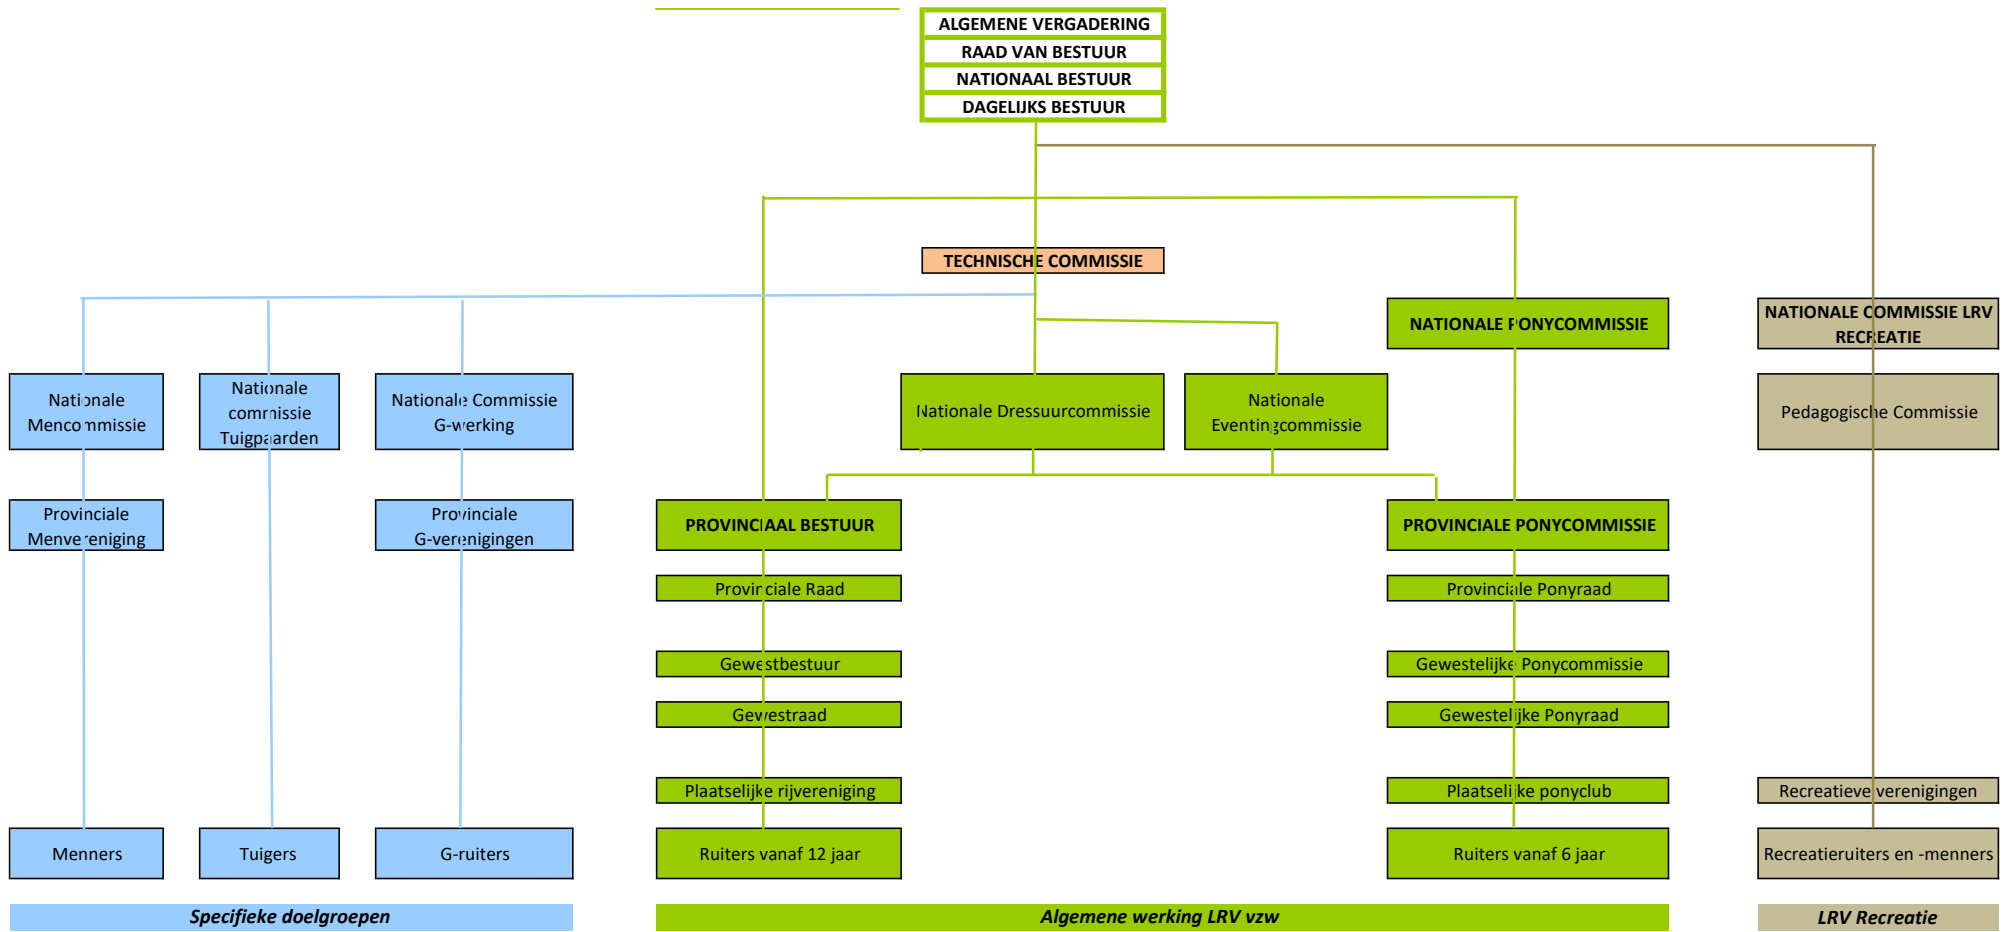 ALGEMENE VERGADERING
RAAD VAN BESTUUR
NATIONAAL BESTUUR
DAGELIJKS BESTUUR
TECHNISCHE COMMISSIE
NATIONALE PONYCOMMISSIE
NATIONALE COMMISSIE LRV
RECREATIE
Nationale
Mencommissie
Nationale
commissie
Tuigpaarden
Nationale Commissie
G-werking
Nationale Dressuurcommissie
Nationale
Eventingcommissie
Pedagogische Commissie
Provinciale
Menvereniging
Provinciale
G-verenigingen
PROVINCIAAL BESTUUR
PROVINCIALE PONYCOMMISSIE
Provinciale Raad
Provinciale Ponyraad
Gewestbestuur
Gewestelijke Ponycommissie
Gewestraad
Gewestelijke Ponyraad
Plaatselijke rijvereniging
Plaatselijke ponyclub
Recreatieve verenigingen
Menners
Tuigers
G-ruiters
Ruiters vanaf 12 jaar
Ruiters vanaf 6 jaar
Recreatieruiters en -menners
Specifieke doelgroepen
Algemene werking LRV vzw
LRV Recreatie